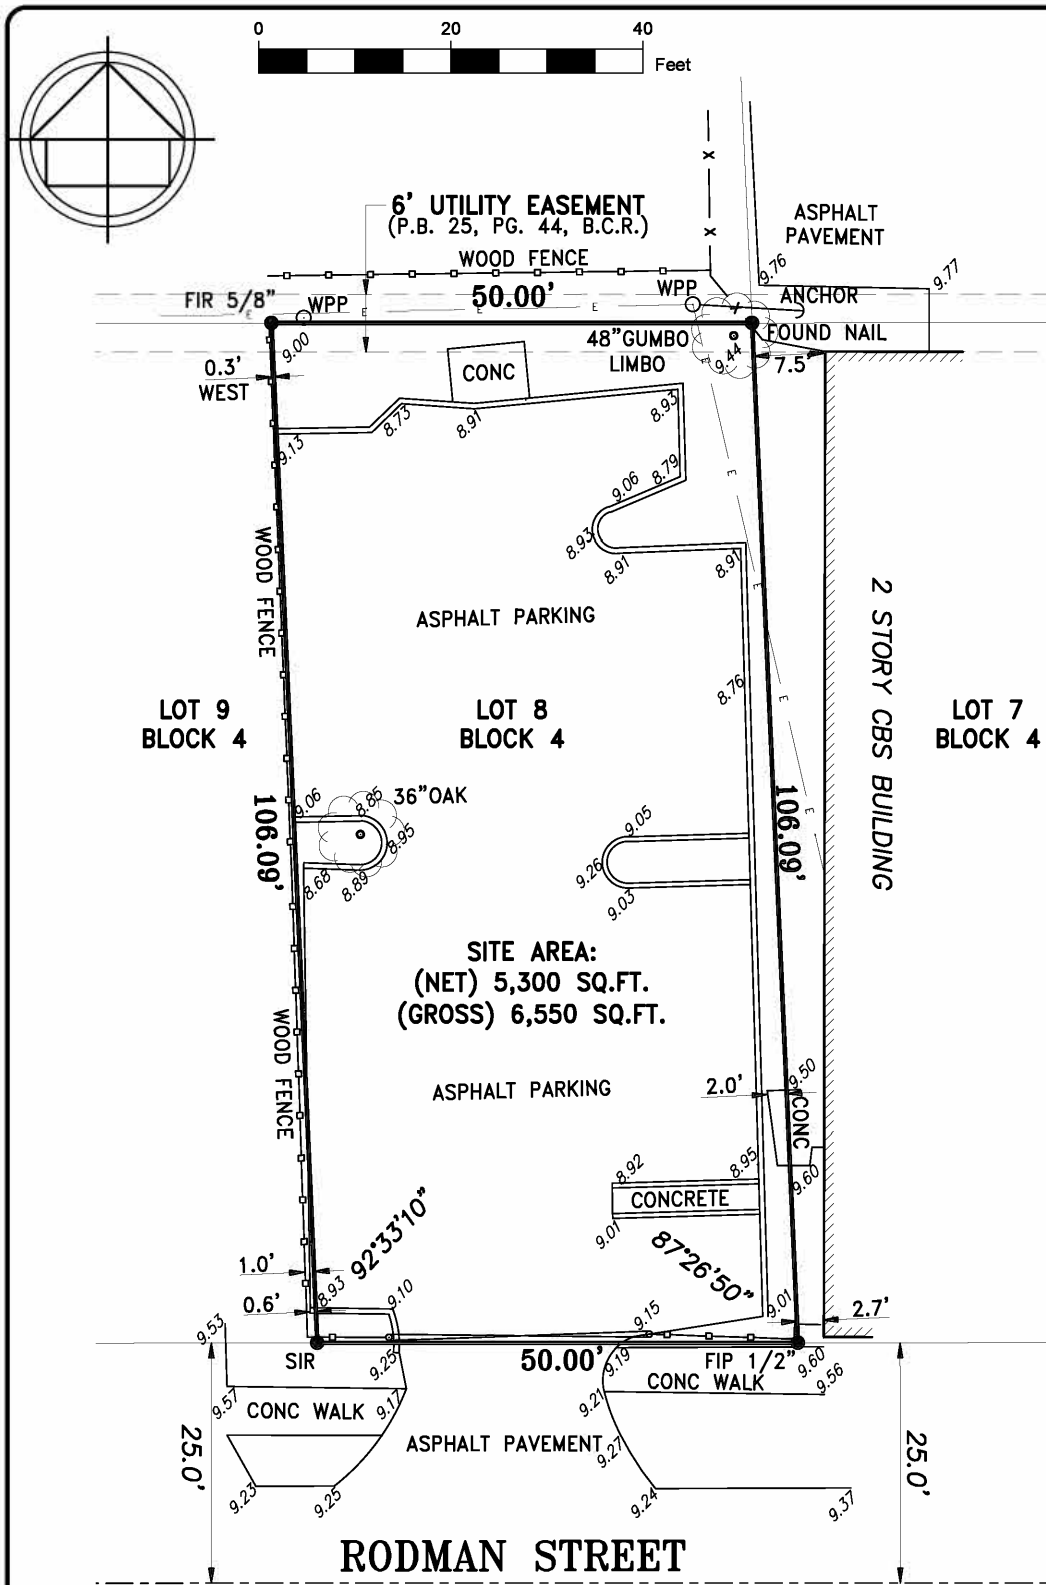 0 20 40
Feet
6' UTILITY EASEMENT
(P.B. 25, PG. 44, B.C.R.)
ASPHALT
PAVEMENT
WOOD FENCE
9.76
9.77
FIR 5/8"
WPP
50.00'
WPP
ANCHOR
E
E
E
E
9.00
48"GUMBO
LIMBO
9.44
FOUND NAIL
0.3'
WEST
CONC
7.5'
E
9.13
8.73
8.91
8.93
8.79
9.06
8.93
8.91
8.91
E
WOOD FENCE
E
ASPHALT PARKING
2 STORY CBS BUILDING
8.76
E
LOT 9
BLOCK 4
LOT 8
BLOCK 4
LOT 7
BLOCK 4
9.06
8.85
36"OAK
8.95
106.09'
8.68
8.89
9.05
9.26
9.03
106.09'
E
SITE AREA:
(NET) 5,300 SQ.FT.
(GROSS) 6,550 SQ.FT.
WOOD FENCE
ASPHALT PARKING
2.0'
9.50
CONC
9.60
8.92
8.95
CONCRETE
9.01
92°33'10"
87°26'50"
1.0'
0.6'
8.93
9.10
9.15
9.01
2.7'
9.53
SIR
9.25
50.00'
9.19
FIP 1/2"
9.60
9.56
CONC WALK
9.57
CONC WALK
9.17
9.21
25.0'
ASPHALT PAVEMENT
9.27
25.0'
9.23
9.25
9.24
9.37
RODMAN STREET